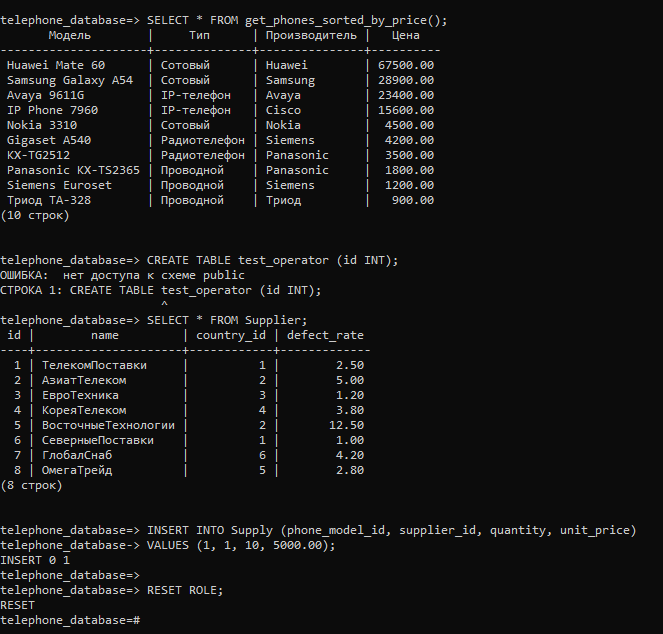 telephone_database=> SELECT * FROM get_phones_sorted_by_price();
       Модель        |     Тип      | Производитель |   Цена
---------------------+--------------+---------------+----------
 Huawei Mate 60      | Сотовый      | Huawei        | 67500.00
 Samsung Galaxy A54  | Сотовый      | Samsung       | 28900.00
 Avaya 9611G         | IP-телефон   | Avaya         | 23400.00
 IP Phone 7960       | IP-телефон   | Cisco         | 15600.00
 Nokia 3310          | Сотовый      | Nokia         |  4500.00
 Gigaset A540        | Радиотелефон | Siemens       |  4200.00
 KX-TG2512           | Радиотелефон | Panasonic     |  3500.00
 Panasonic KX-TS2365 | Проводной    | Panasonic     |  1800.00
 Siemens Euroset     | Проводной    | Siemens       |  1200.00
 Триод ТА-328        | Проводной    | Триод         |   900.00
(10 строк)
telephone_database=> CREATE TABLE test_operator (id INT);
ОШИБКА:  нет доступа к схеме public
СТРОКА 1: CREATE TABLE test_operator (id INT);
                       ^
telephone_database=> SELECT * FROM Supplier;
 id |        name         | country_id | defect_rate
----+---------------------+------------+-------------
  1 | ТелекомПоставки     |          1 |        2.50
  2 | АзиатТелеком        |          2 |        5.00
  3 | ЕвроТехника         |          3 |        1.20
  4 | КореяТелеком        |          4 |        3.80
  5 | ВосточныеТехнологии |          2 |       12.50
  6 | СеверныеПоставки    |          1 |        1.00
  7 | ГлобалСнаб          |          6 |        4.20
  8 | ОмегаТрейд          |          5 |        2.80
(8 строк)
telephone_database=> INSERT INTO Supply (phone_model_id, supplier_id, quantity, unit_price)
telephone_database-> VALUES (1, 1, 10, 5000.00);
INSERT 0 1
telephone_database=>
telephone_database=> RESET ROLE;
RESET
telephone_database=#